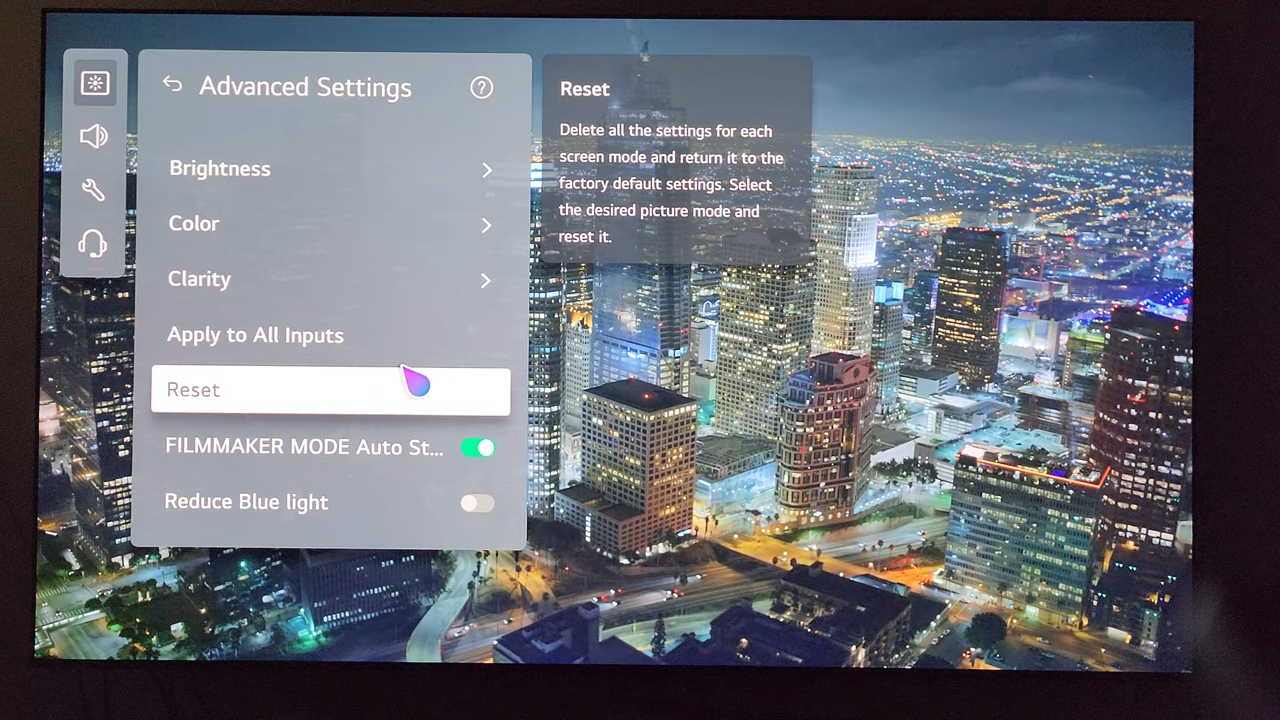 Advanced Settings
?
Brightness
Color
Clarity
Apply to All Inputs
Reset
FILMMAKER MODE Auto St...
Reduce Blue light
Reset
Delete all the settings for each
screen mode and return it to the
factory default settings. Select
the desired picture mode and
reset it.